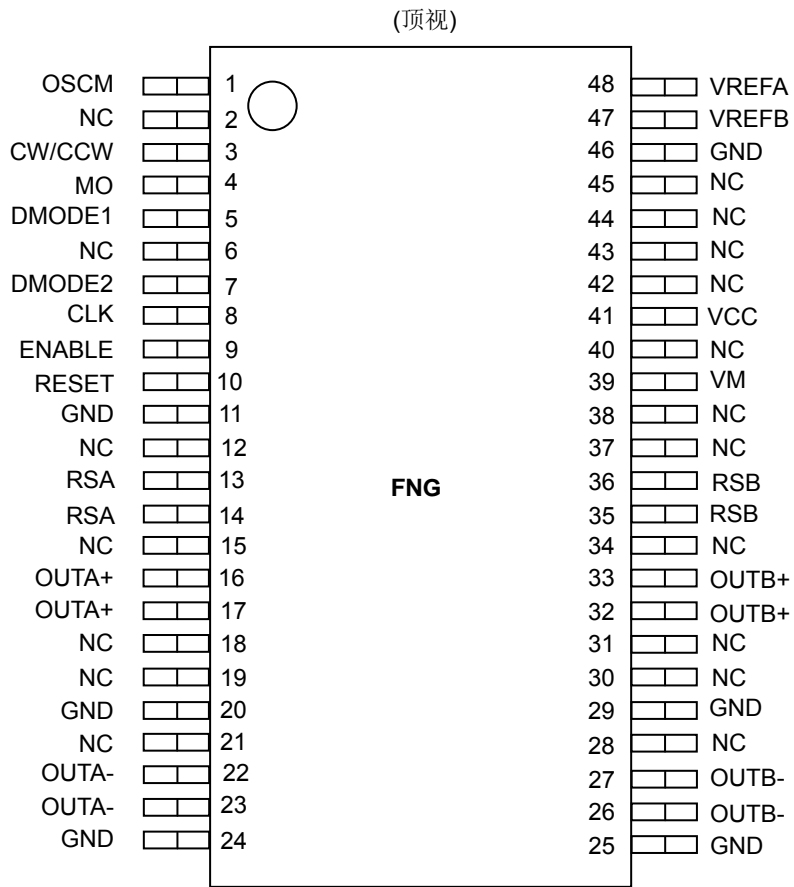 (顶视)
OSCM 1 48 VREFA
NC 2 47 VREFB
CW/CCW 3 46 GND
MO 4 45 NC
DMODE1 5 44 NC
NC 6 43 NC
DMODE2 7 42 NC
CLK 8 41 VCC
ENABLE 9 40 NC
RESET 10 39 VM
GND 11 38 NC
NC 12 37 NC
RSA 13 FNG 36 RSB
RSA 14 35 RSB
NC 15 34 NC
OUTA+ 16 33 OUTB+
OUTA+ 17 32 OUTB+
NC 18 31 NC
NC 19 30 NC
GND 20 29 GND
NC 21 28 NC
OUTA- 22 27 OUTB-
OUTA- 23 26 OUTB-
GND 24 25 GND